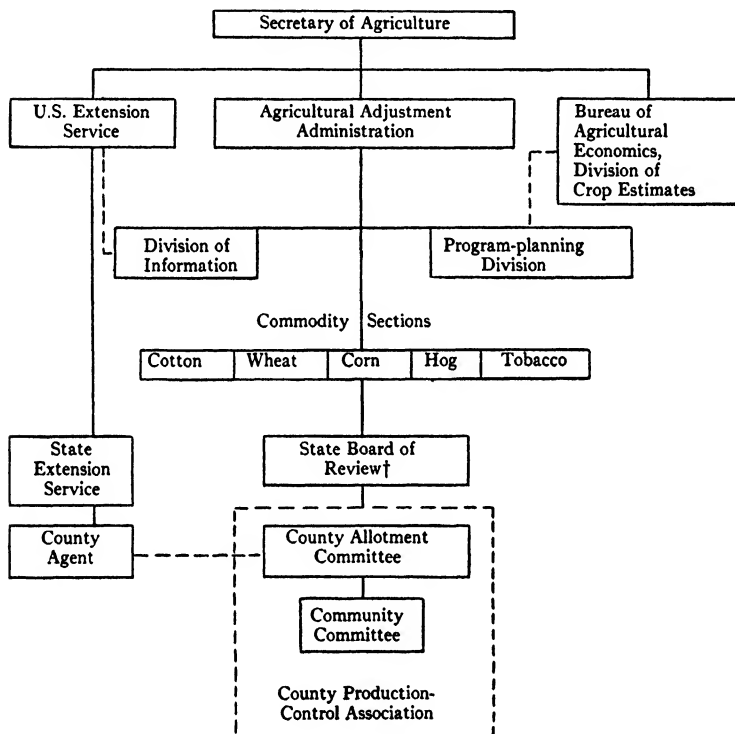 Secretary of Agriculture
U.S. Extension
Service
Agricultural Adjustment
Administration
Bureau of
Agricultural
Economics,
Division of
Crop Estimates
Division of
Information
Program-planning
Division
Commodity Sections
Cotton Wheat Corn Hog Tobacco
State
Extension
Service
State Board of
Review†
County
Agent
County Allotment
Committee
Community
Committee
County Production-
Control Association